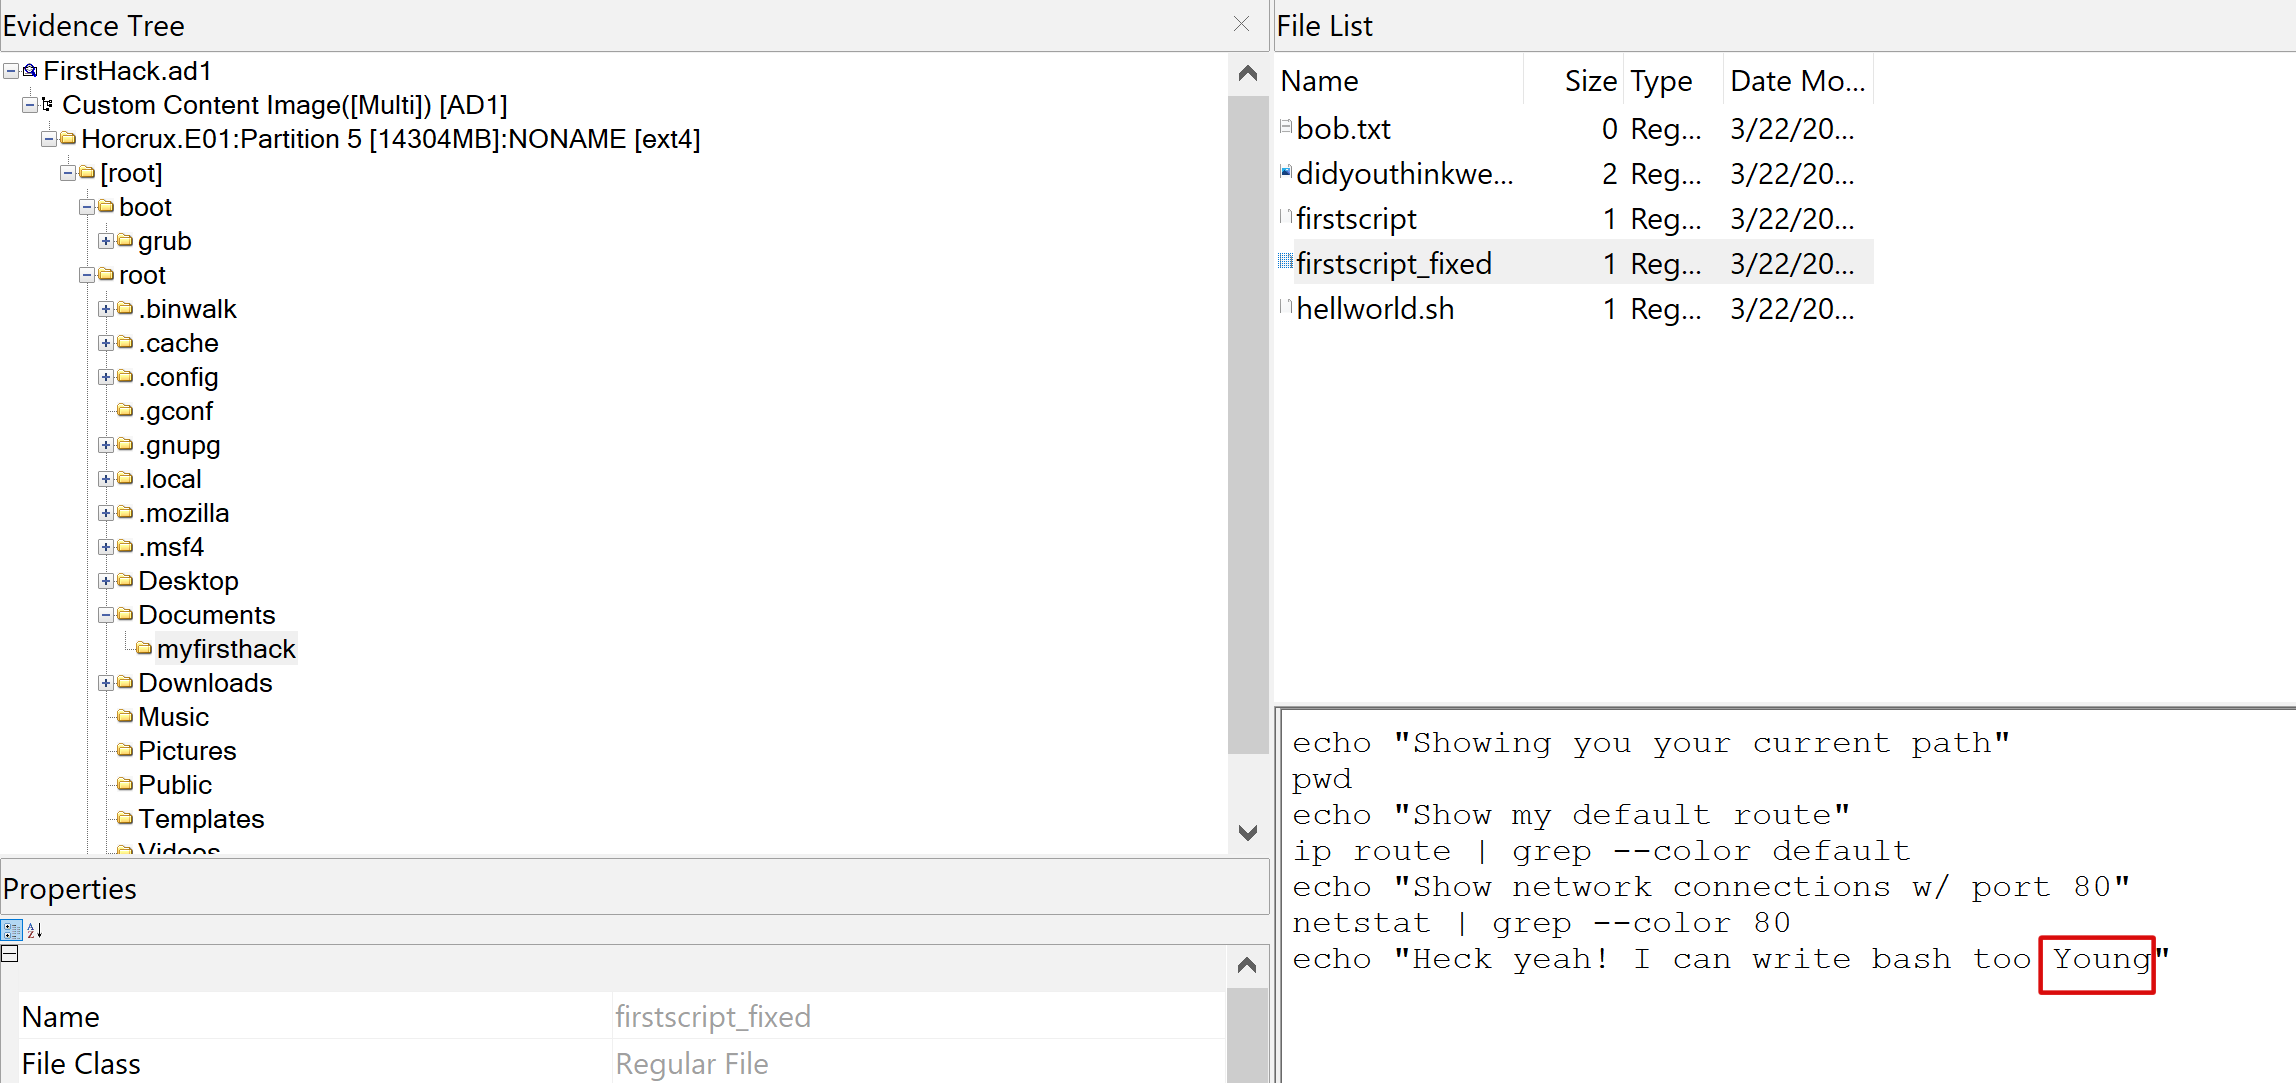 Evidence Tree
FirstHack.ad1
Custom Content Image([Multi]) [AD1]
Horcrux.E01:Partition 5 [14304MB]:NONAME [ext4]
[root]
boot
grub
root
.binwalk
.cache
.config
.gconf
.gnupg
.local
.mozilla
.msf4
Desktop
Documents
myfirsthack
Downloads
Music
Pictures
Public
Templates
Videos
Properties
Name firstscript_fixed
File Class Regular File
File List
Name Size Type Date Mo...
bob.txt 0 Reg... 3/22/20...
didyouthinkwe... 2 Reg... 3/22/20...
firstscript 1 Reg... 3/22/20...
firstscript_fixed 1 Reg... 3/22/20...
hellworld.sh 1 Reg... 3/22/20...
echo "Showing you your current path"
pwd
echo "Show my default route"
ip route | grep --color default
echo "Show network connections w/ port 80"
netstat | grep --color 80
echo "Heck yeah! I can write bash too Young"